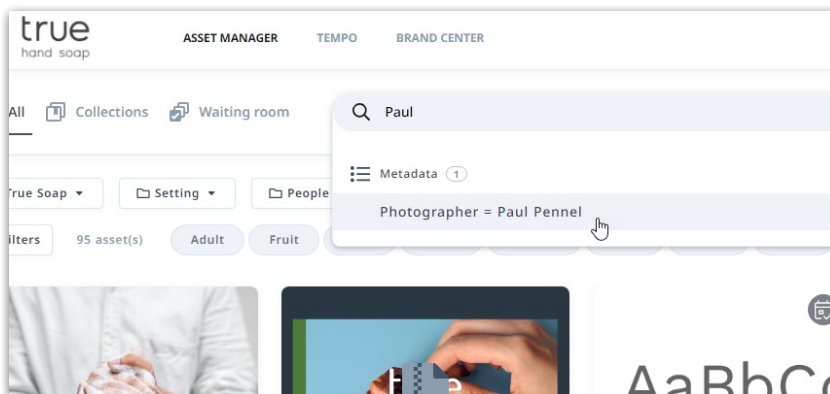 true
hand soap
ASSET MANAGER TEMPO BRAND CENTER
All Collections Waiting room
Paul
Metadata 1
True Soap Setting People
Photographer = Paul Pennel
95 asset(s) Adult Fruit
AaBbC